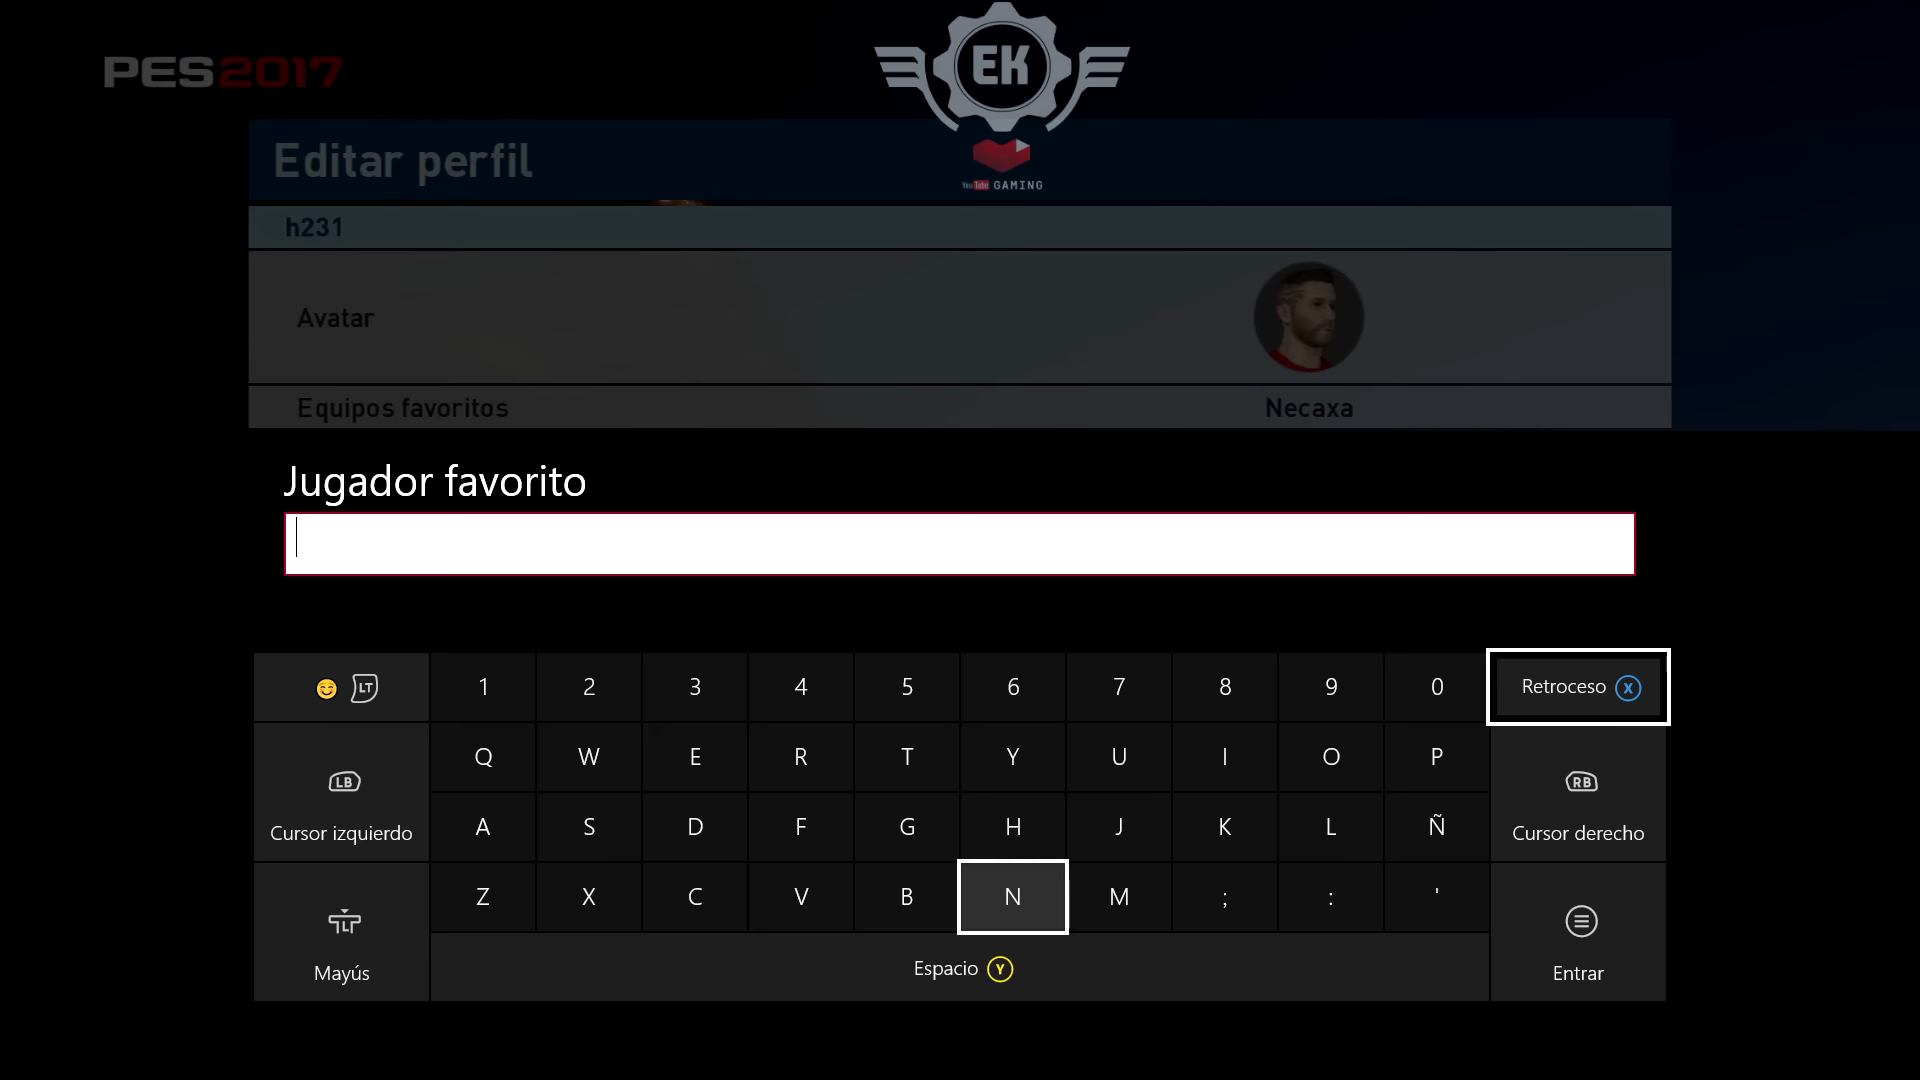 PES2017
EK
YouTube GAMING
Editar perfil
h231
Avatar
Equipos favoritos Necaxa
Jugador favorito
LT 1 2 3 4 5 6 7 8 9 0 Retroceso X
Q W E R T Y U I O P
LB RB
Cursor izquierdo A S D F G H J K L Ñ Cursor derecho
Z X C V B N M ; : '
Mayús Espacio Y Entrar